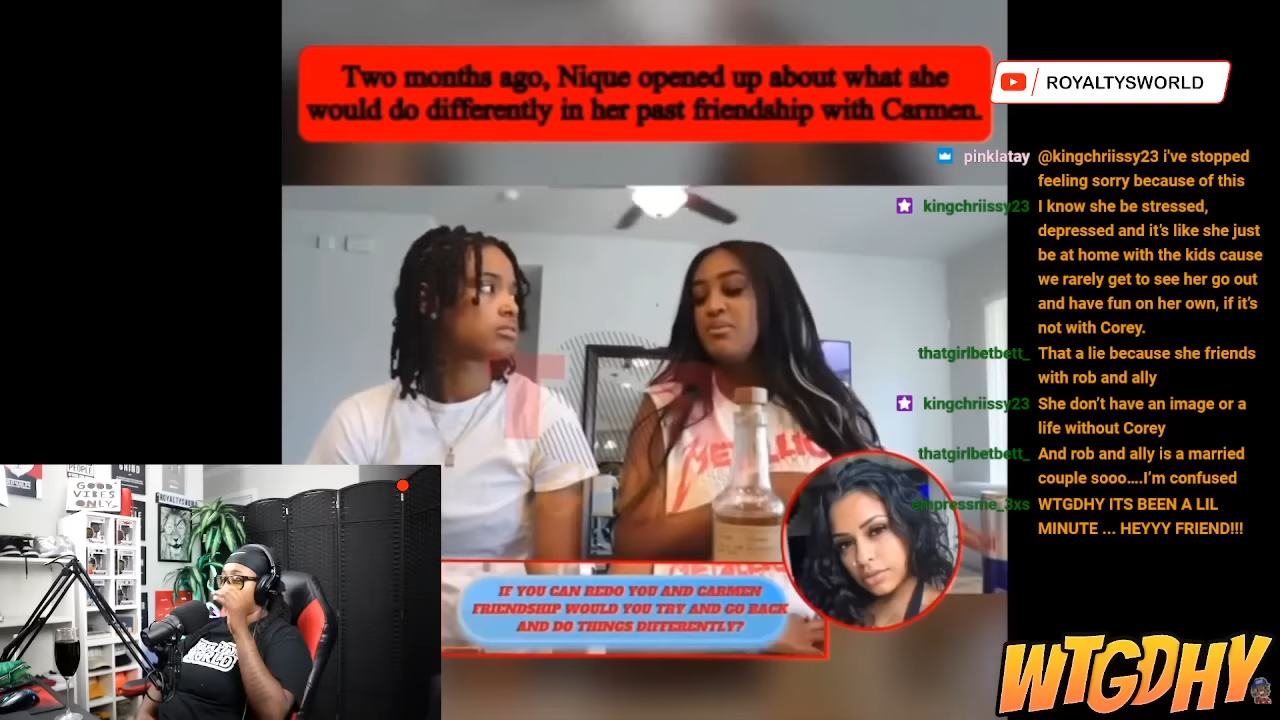 Two months ago, Nique opened up about what she
would do differently in her past friendship with Carmen.
ROYALTYSWORLD
pinklatay @kingchriissy23 i've stopped
feeling sorry because of this
kingchriissy23 I know she be stressed,
depressed and it's like she just
be at home with the kids cause
we rarely get to see her go out
and have fun on her own, if it's
not with Corey.
thatgirlbetbett_ That a lie because she friends
with rob and ally
kingchriissy23 She don't have an image or a
life without Corey
thatgirlbetbett_ And rob and ally is a married
couple sooo....I'm confused
empressme_3xs WTGDHY ITS BEEN A LIL
MINUTE ... HEYYY FRIEND!!!
IF YOU CAN REDO YOU AND CARMEN
FRIENDSHIP WOULD YOU TRY AND GO BACK
AND DO THINGS DIFFERENTLY?
GOOD
VIBES
ONLY
WTGDHY